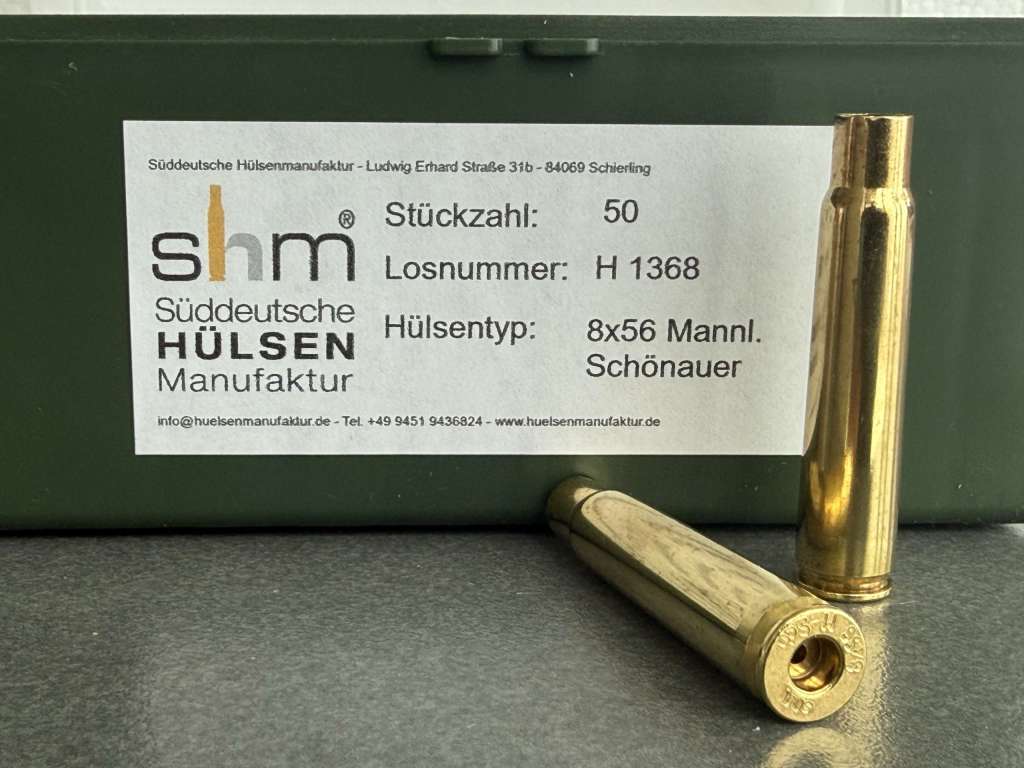 Süddeutsche Hülsenmanufaktur - Ludwig Erhard Straße 31b - 84069 Schierling
shm®
Süddeutsche
HÜLSEN
Manufaktur
Stückzahl: 50
Losnummer: H 1368
Hülsentyp: 8x56 Mannl.
Schönauer
info@huelsenmanufaktur.de - Tel. +49 9451 9436824 - www.huelsenmanufaktur.de